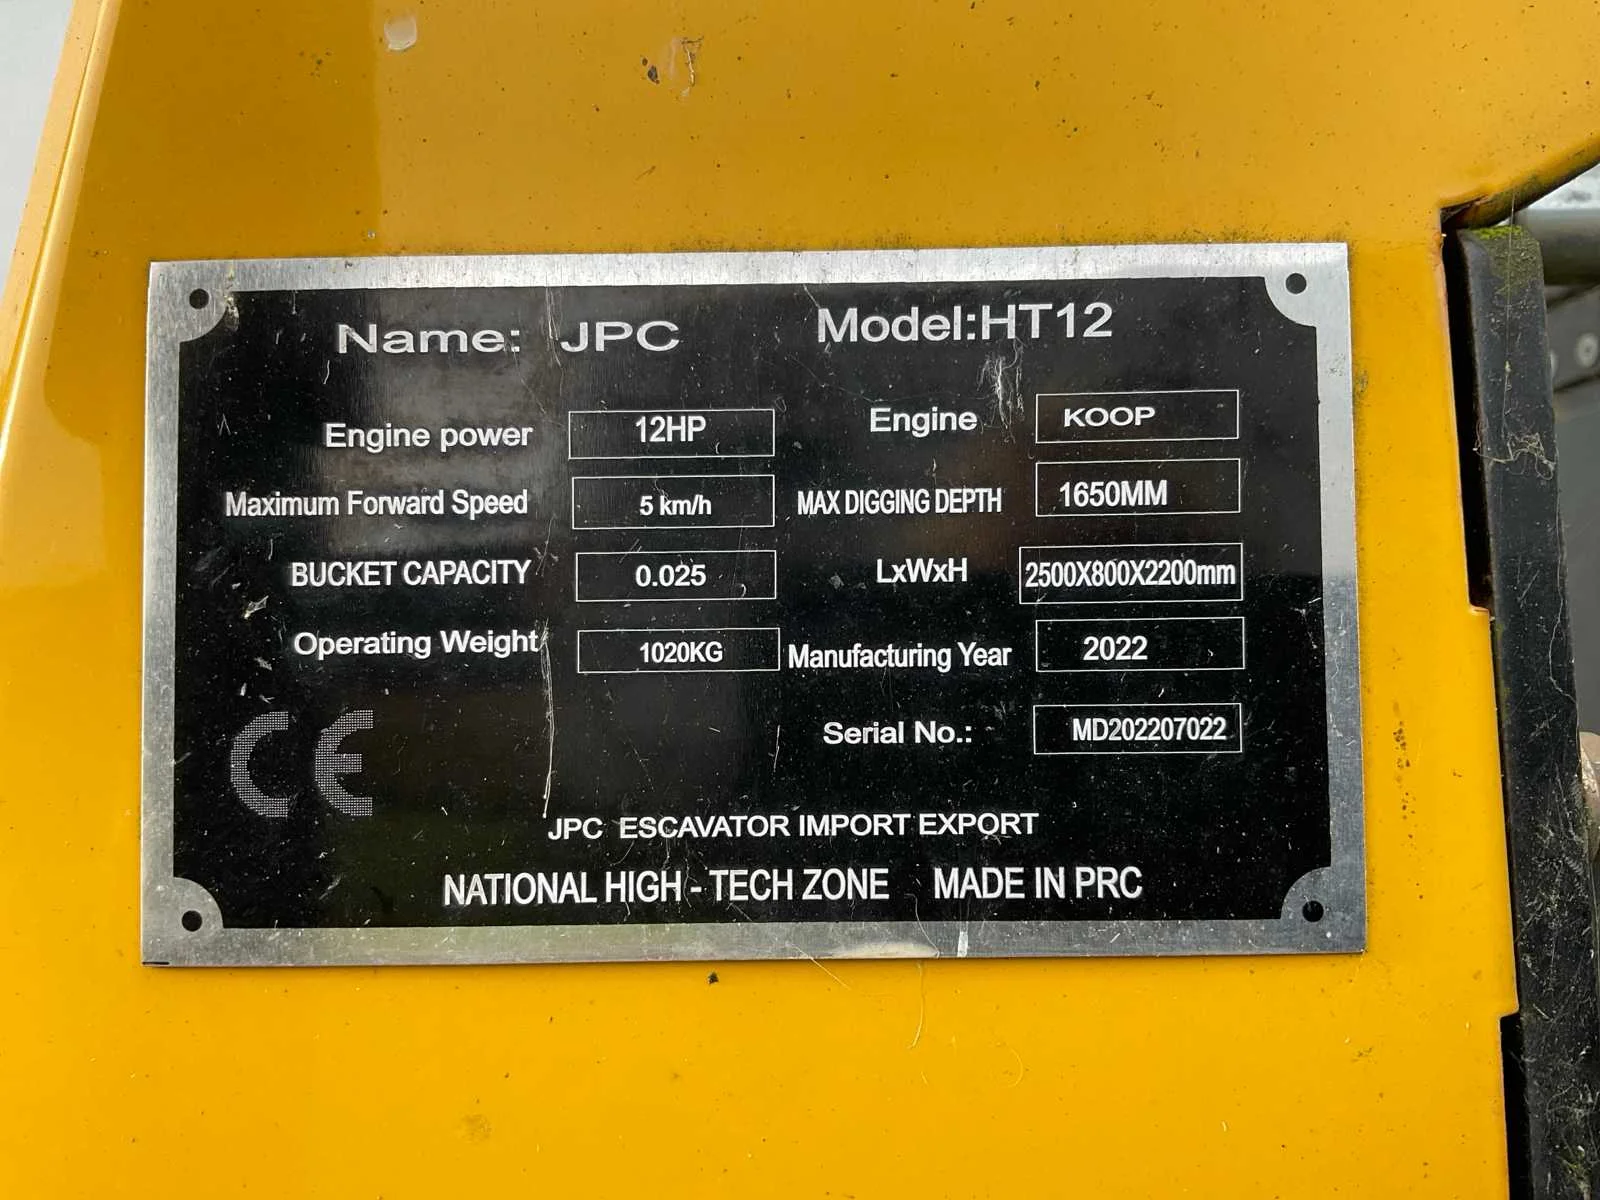 Name: JPC Model:HT12
Engine power 12HP Engine KOOP
Maximum Forward Speed 5 km/h MAX DIGGING DEPTH 1650MM
BUCKET CAPACITY 0.025 LxWxH 2500X800X2200mm
Operating Weight 1020KG Manufacturing Year 2022
Serial No.: MD202207022
CE
JPC ESCAVATOR IMPORT EXPORT
NATIONAL HIGH - TECH ZONE MADE IN PRC